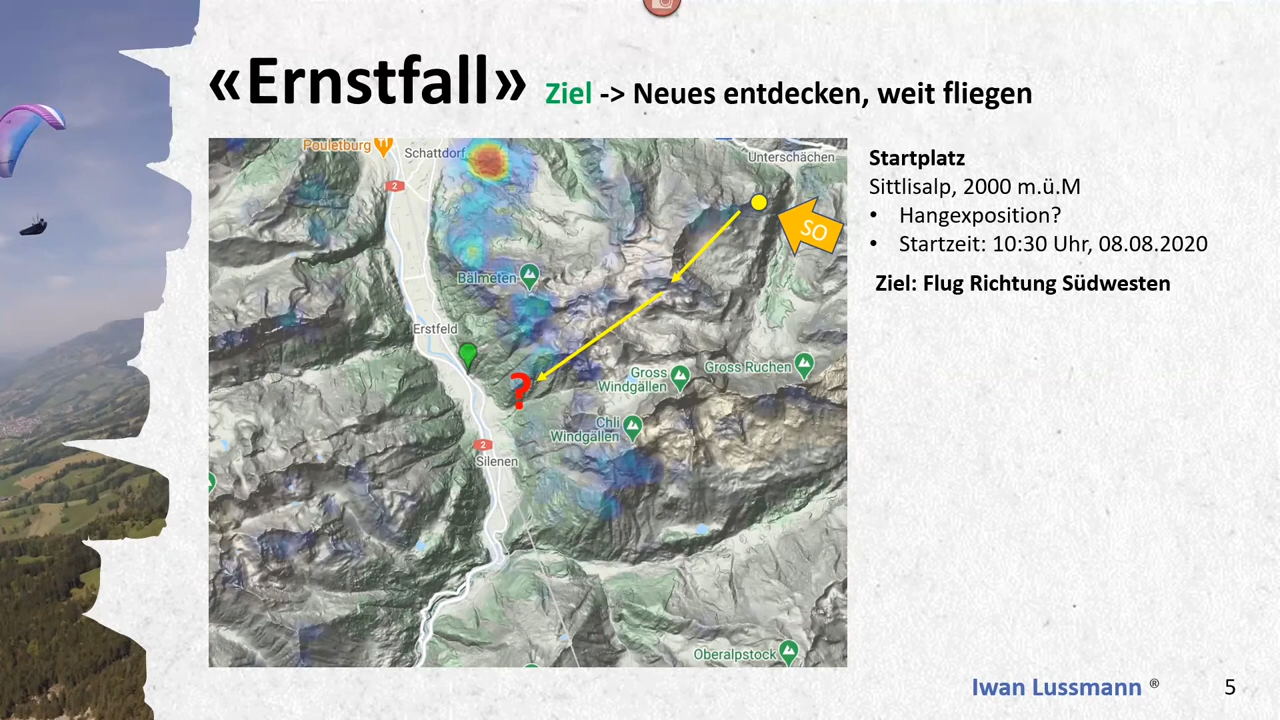 «Ernstfall» Ziel -> Neues entdecken, weit fliegen
Pouletburg
Schattdorf
Unterschächen
2
SO
Bälmeten
Erstfeld
?
Gross
Windgällen
Gross Ruchen
Chli
Windgällen
2
Silenen
Oberalpstock
Startplatz
Sittlisalp, 2000 m.ü.M
• Hangexposition?
• Startzeit: 10:30 Uhr, 08.08.2020
Ziel: Flug Richtung Südwesten
Iwan Lussmann ®
5